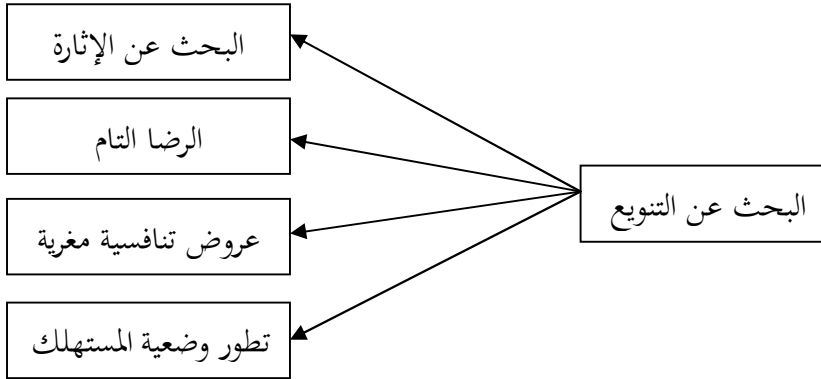 البحث عن الإثارة
الرضا التام
البحث عن التنويع
عروض تنافسية مغرية
تطور وضعية المستهلك